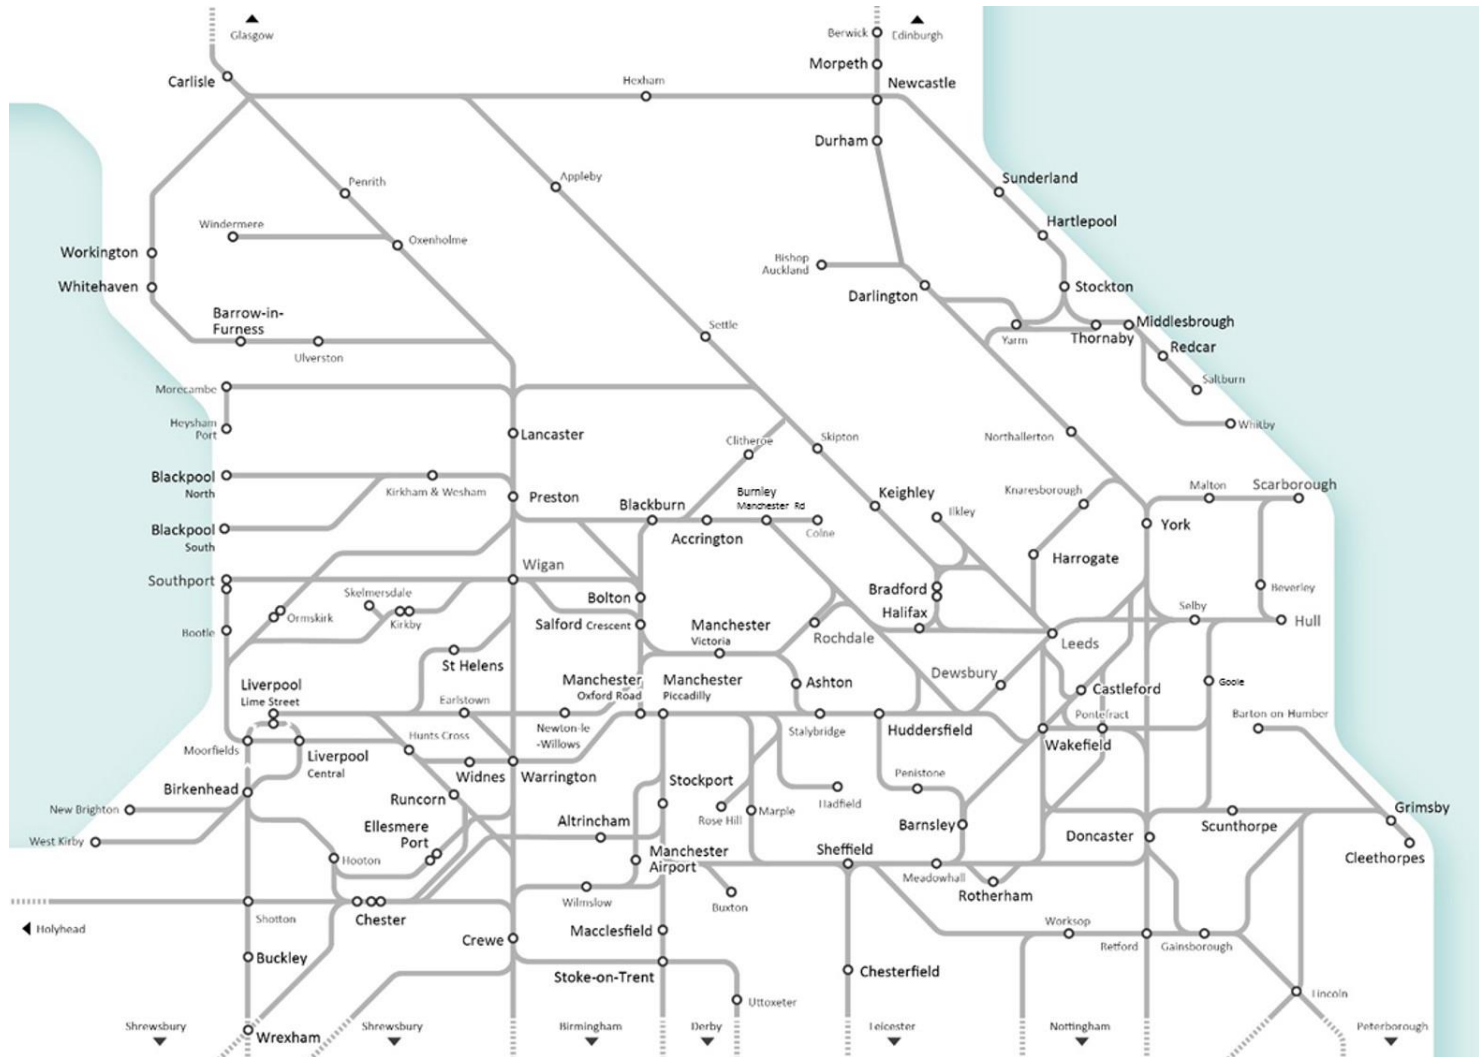 Glasgow
Berwick
Edinburgh
Morpeth
Carlisle
Hexham
Newcastle
Durham
Penrith
Appleby
Sunderland
Windermere
Hartlepool
Oxenholme
Workington
Bishop
Auckland
Whitehaven
Darlington
Stockton
Barrow-in-
Furness
Settle
Middlesbrough
Yarm
Thornaby
Redcar
Ulverston
Saltburn
Morecambe
Heysham
Port
Whitby
Lancaster
Clitheroe
Skipton
Northallerton
Blackpool
North
Kirkham & Wesham
Preston
Blackburn
Burnley
Manchester Rd
Keighley
Knaresborough
Malton
Scarborough
Ilkley
Blackpool
South
Accrington
Colne
York
Wigan
Harrogate
Southport
Skelmersdale
Bradford
Beverley
Bolton
Ormskirk
Kirkby
Halifax
Selby
Bootle
Salford Crescent
Manchester
Victoria
Rochdale
Leeds
Hull
St Helens
Dewsbury
Liverpool
Lime Street
Manchester
Oxford Road
Manchester
Piccadilly
Ashton
Castleford
Goole
Earlstown
Pontefract
Barton on Humber
Newton-le
-Willows
Stalybridge
Huddersfield
Moorfields
Hunts Cross
Wakefield
Liverpool
Central
Widnes
Warrington
Stockport
Penistone
Birkenhead
Runcorn
Hadfield
New Brighton
Rose Hill
Marple
Grimsby
Ellesmere
Port
Altrincham
Barnsley
Doncaster
Scunthorpe
West Kirby
Hooton
Manchester
Airport
Sheffield
Cleethorpes
Meadowhall
Rotherham
Wilmslow
Buxton
Shotton
Chester
Holyhead
Macclesfield
Worksop
Crewe
Retford
Gainsborough
Buckley
Stoke-on-Trent
Chesterfield
Uttoxeter
Lincoln
Wrexham
Shrewsbury
Shrewsbury
Birmingham
Derby
Leicester
Nottingham
Peterborough